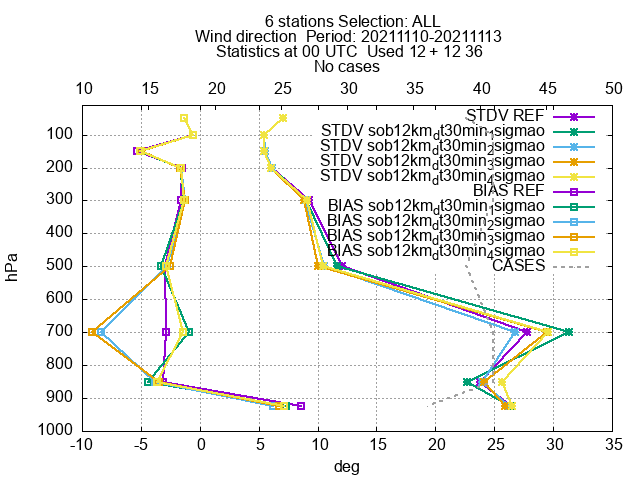 6 stations Selection: ALL
Wind direction  Period: 20211110-20211113
Statistics at 00 UTC  Used 12 + 12 36
No cases
10 15 20 25 30 35 40 45 50
STDV REF
STDV sob12km_dt30min_1sigmao
STDV sob12km_dt30min_2sigmao
STDV sob12km_dt30min_3sigmao
STDV sob12km_dt30min_4sigmao
BIAS REF
BIAS sob12km_dt30min_1sigmao
BIAS sob12km_dt30min_2sigmao
BIAS sob12km_dt30min_3sigmao
BIAS sob12km_dt30min_4sigmao
CASES
100
200
300
400
500
600
700
800
900
1000
hPa
-10 -5 0 5 10 15 20 25 30 35
deg